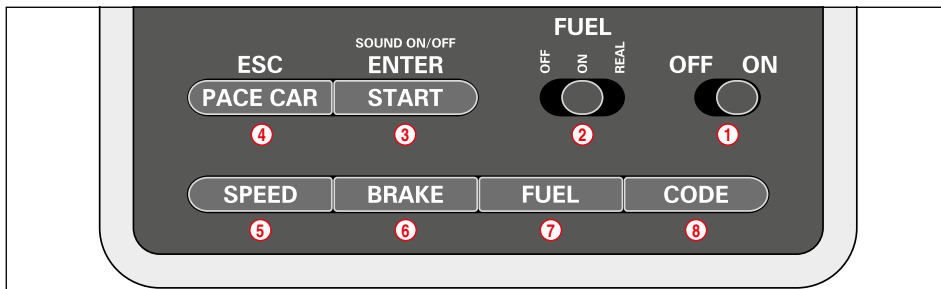 FUEL
SOUND ON/OFF
OFF ON REAL
ESC ENTER OFF ON
PACE CAR START
4 3 2 1
SPEED BRAKE FUEL CODE
5 6 7 8